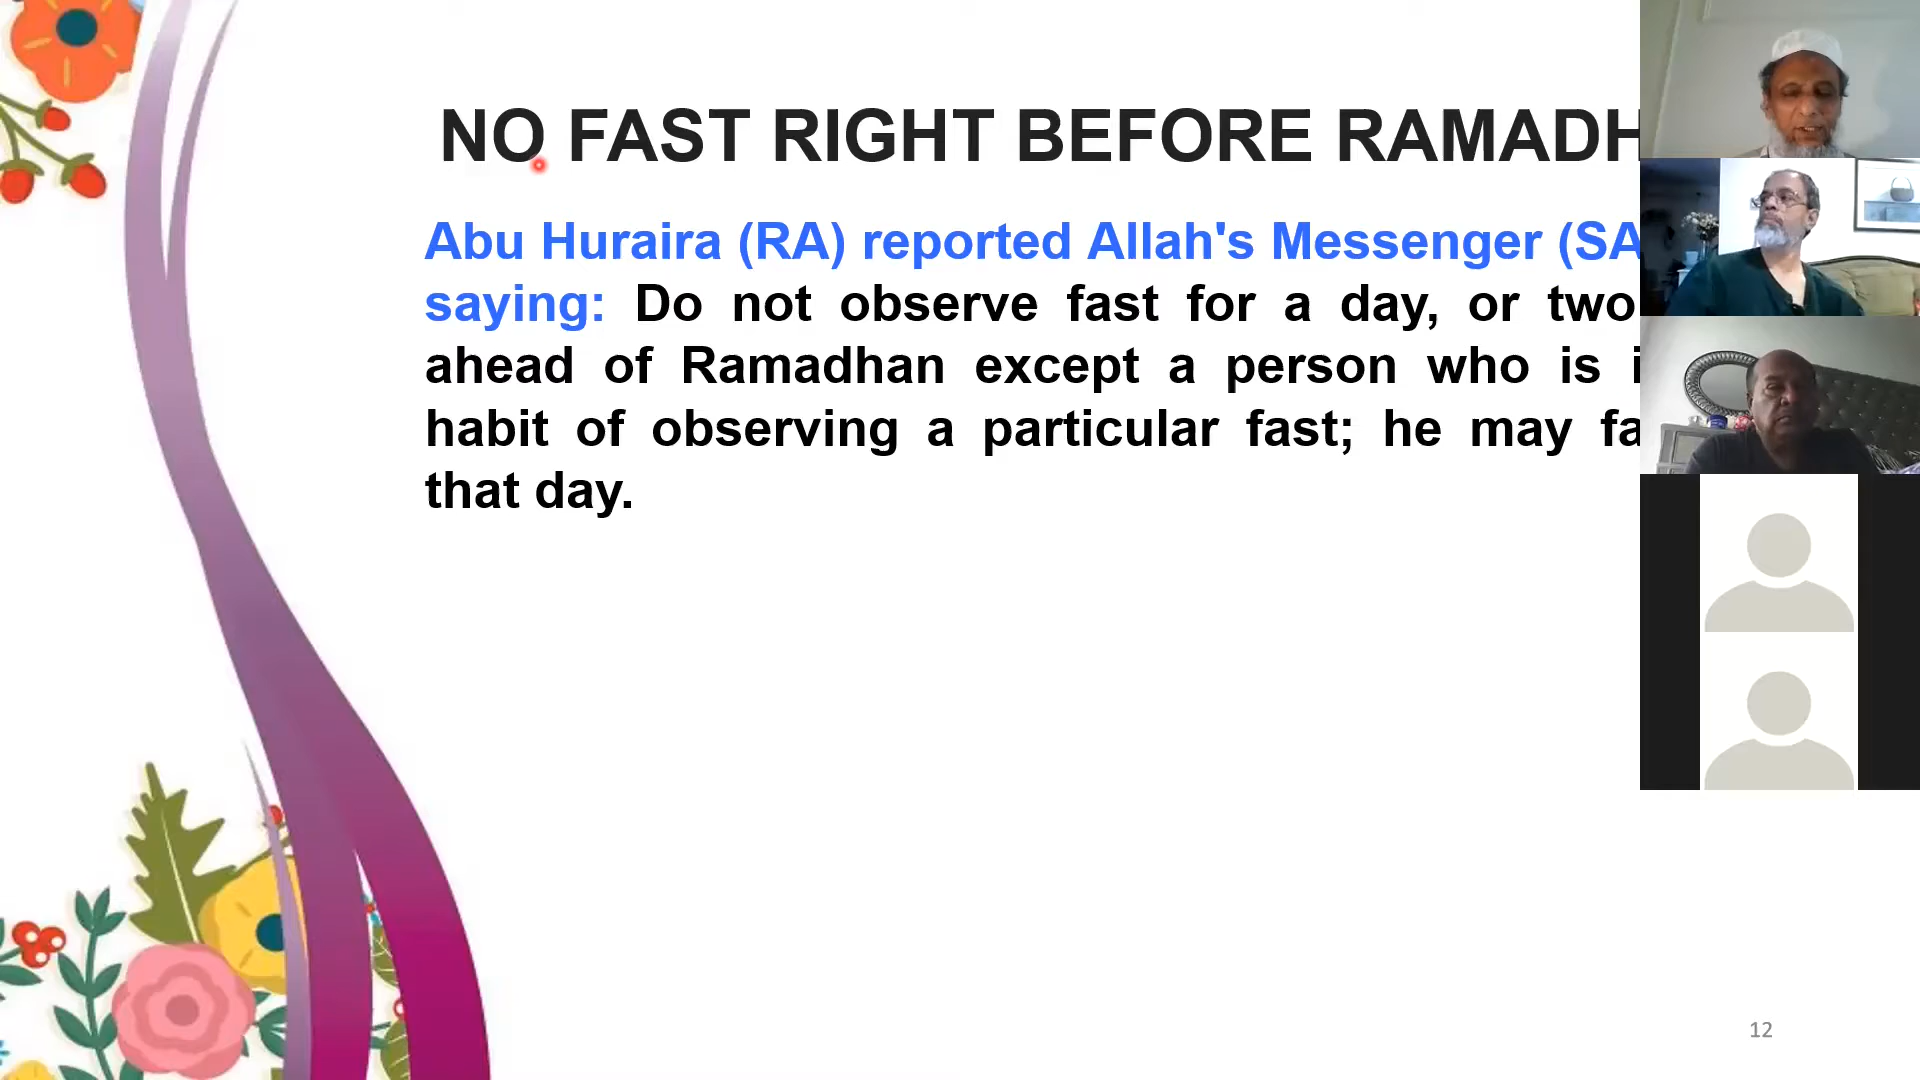 NO FAST RIGHT BEFORE RAMADH
Abu Huraira (RA) reported Allah's Messenger (SA
saying: Do not observe fast for a day, or two
ahead of Ramadhan except a person who is i
habit of observing a particular fast; he may fa
that day.
12